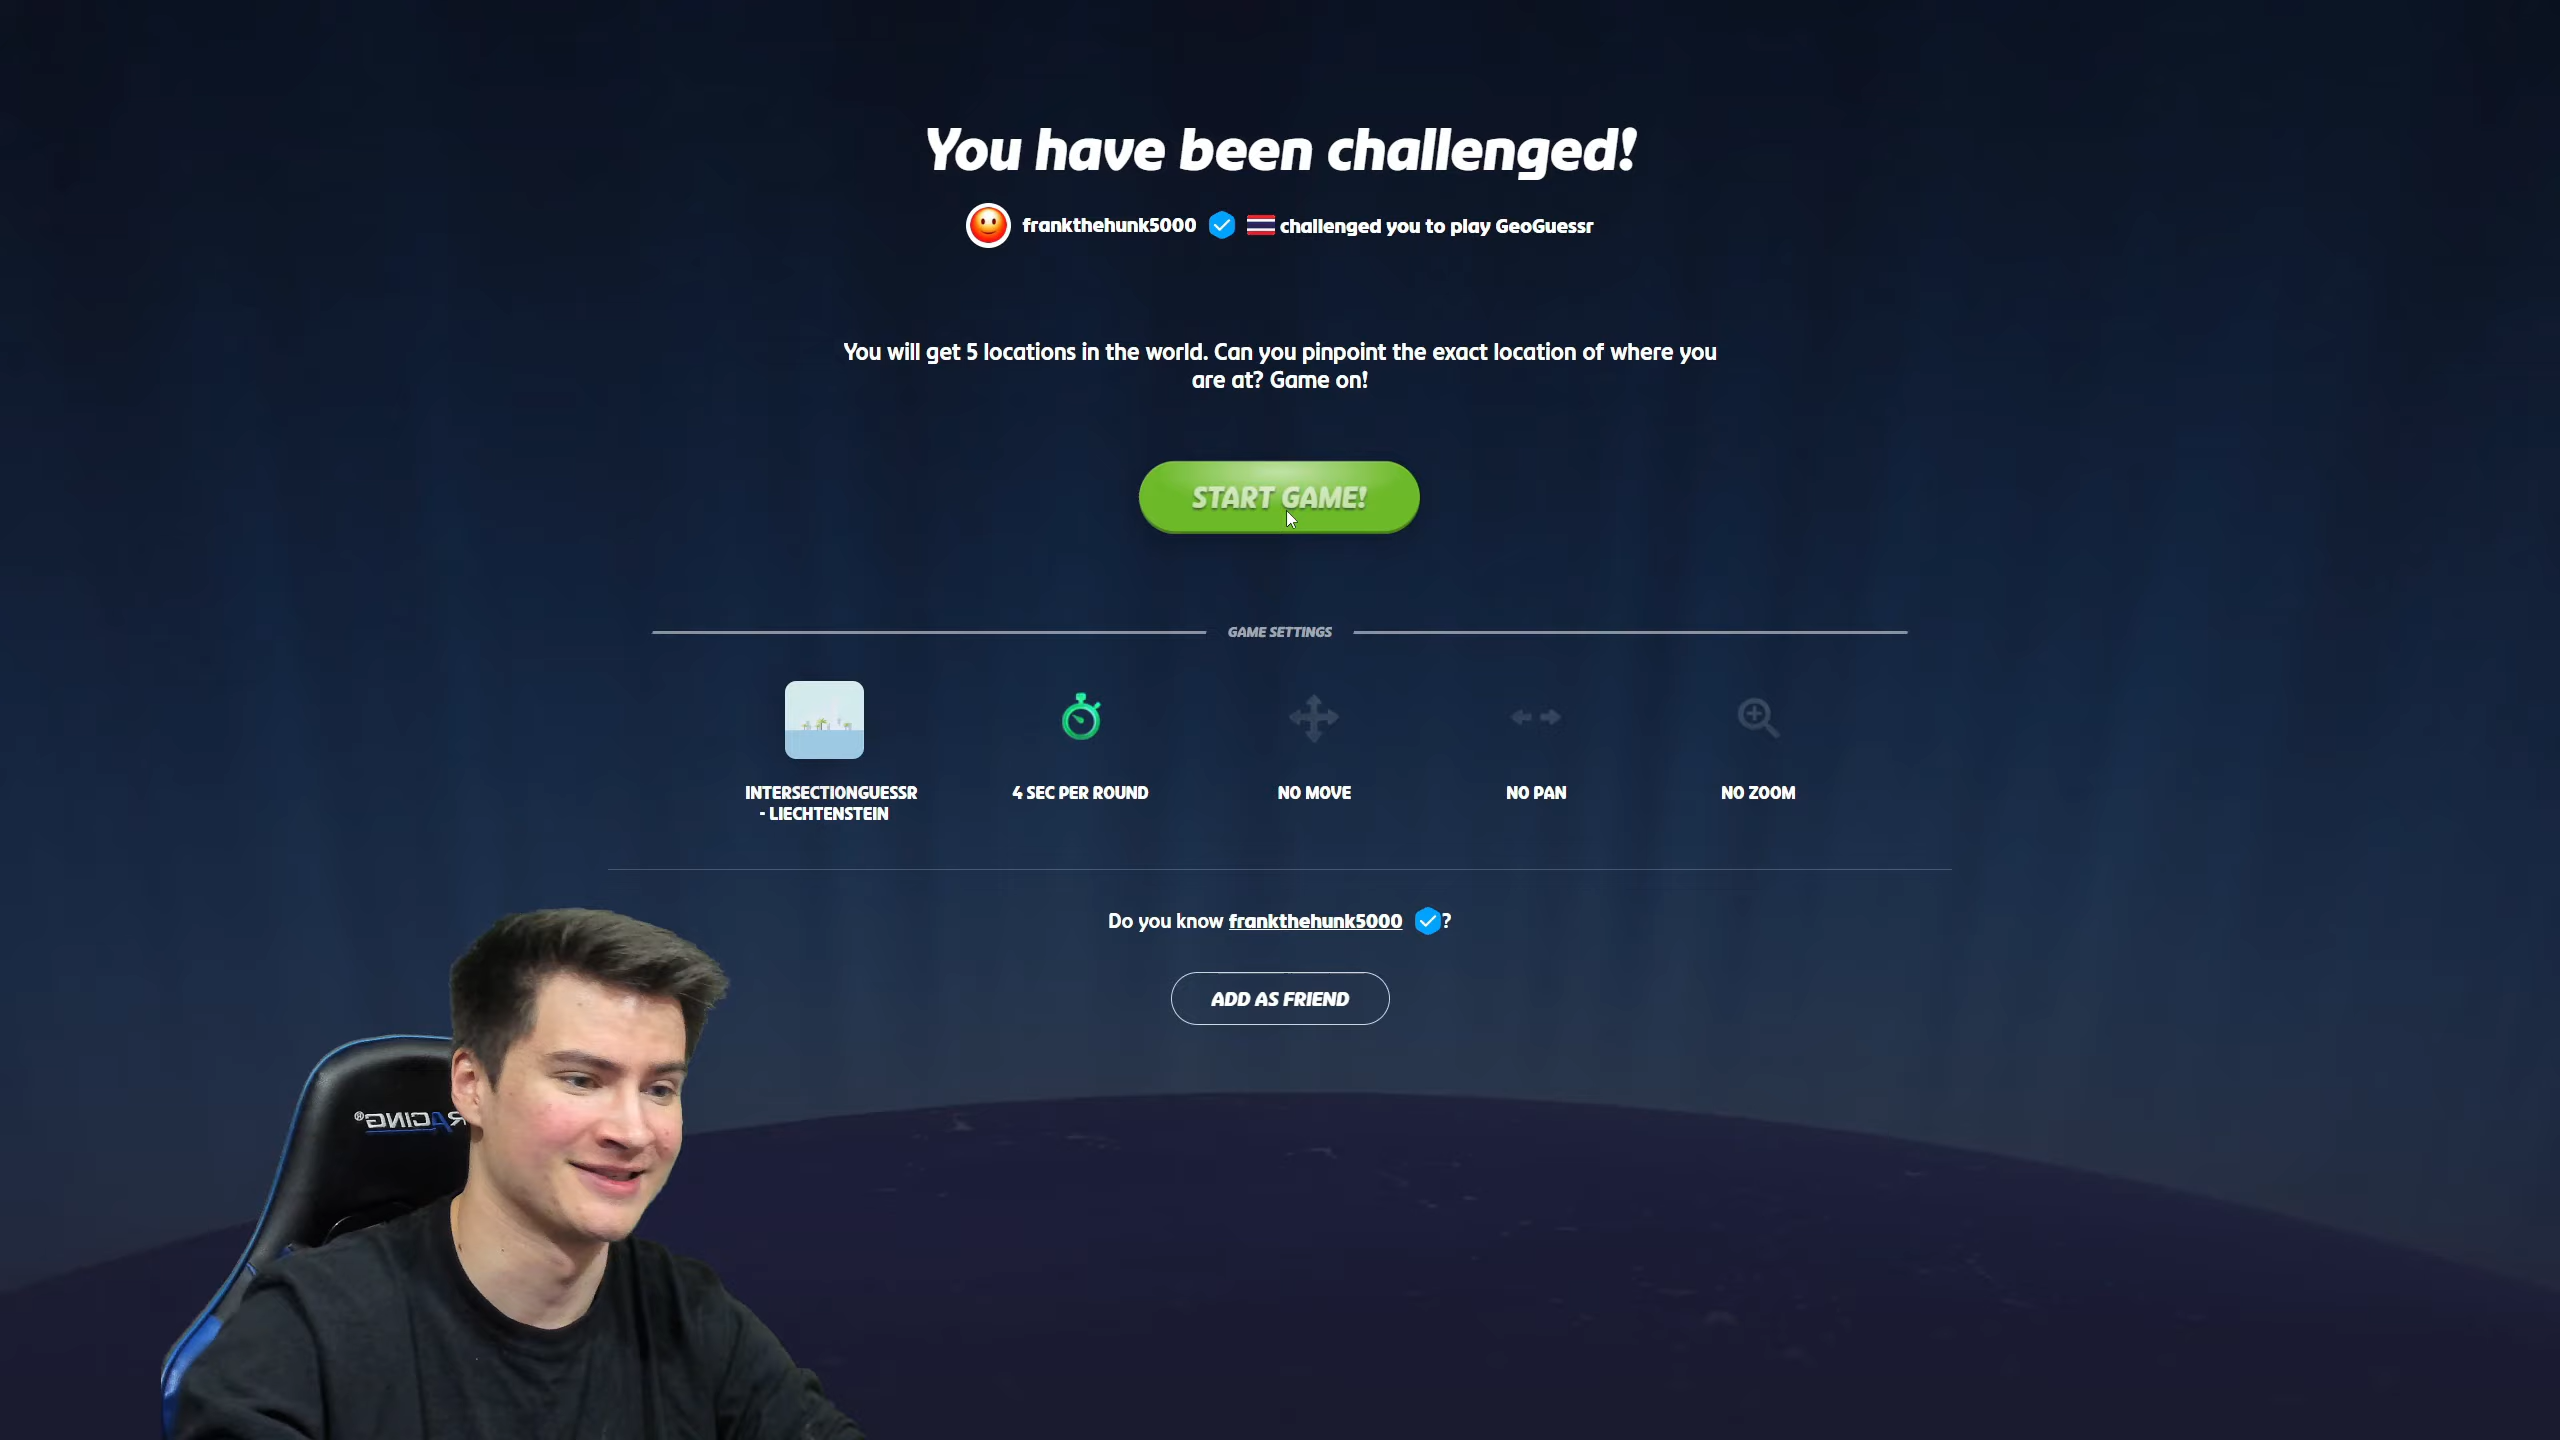 You have been challenged!
frankthehunk5000 challenged you to play GeoGuessr
You will get 5 locations in the world. Can you pinpoint the exact location of where you
are at? Game on!
START GAME!
GAME SETTINGS
INTERSECTIONGUESSR
- LIECHTENSTEIN
4 SEC PER ROUND
NO MOVE
NO PAN
NO ZOOM
Do you know frankthehunk5000 ?
ADD AS FRIEND
RACING®